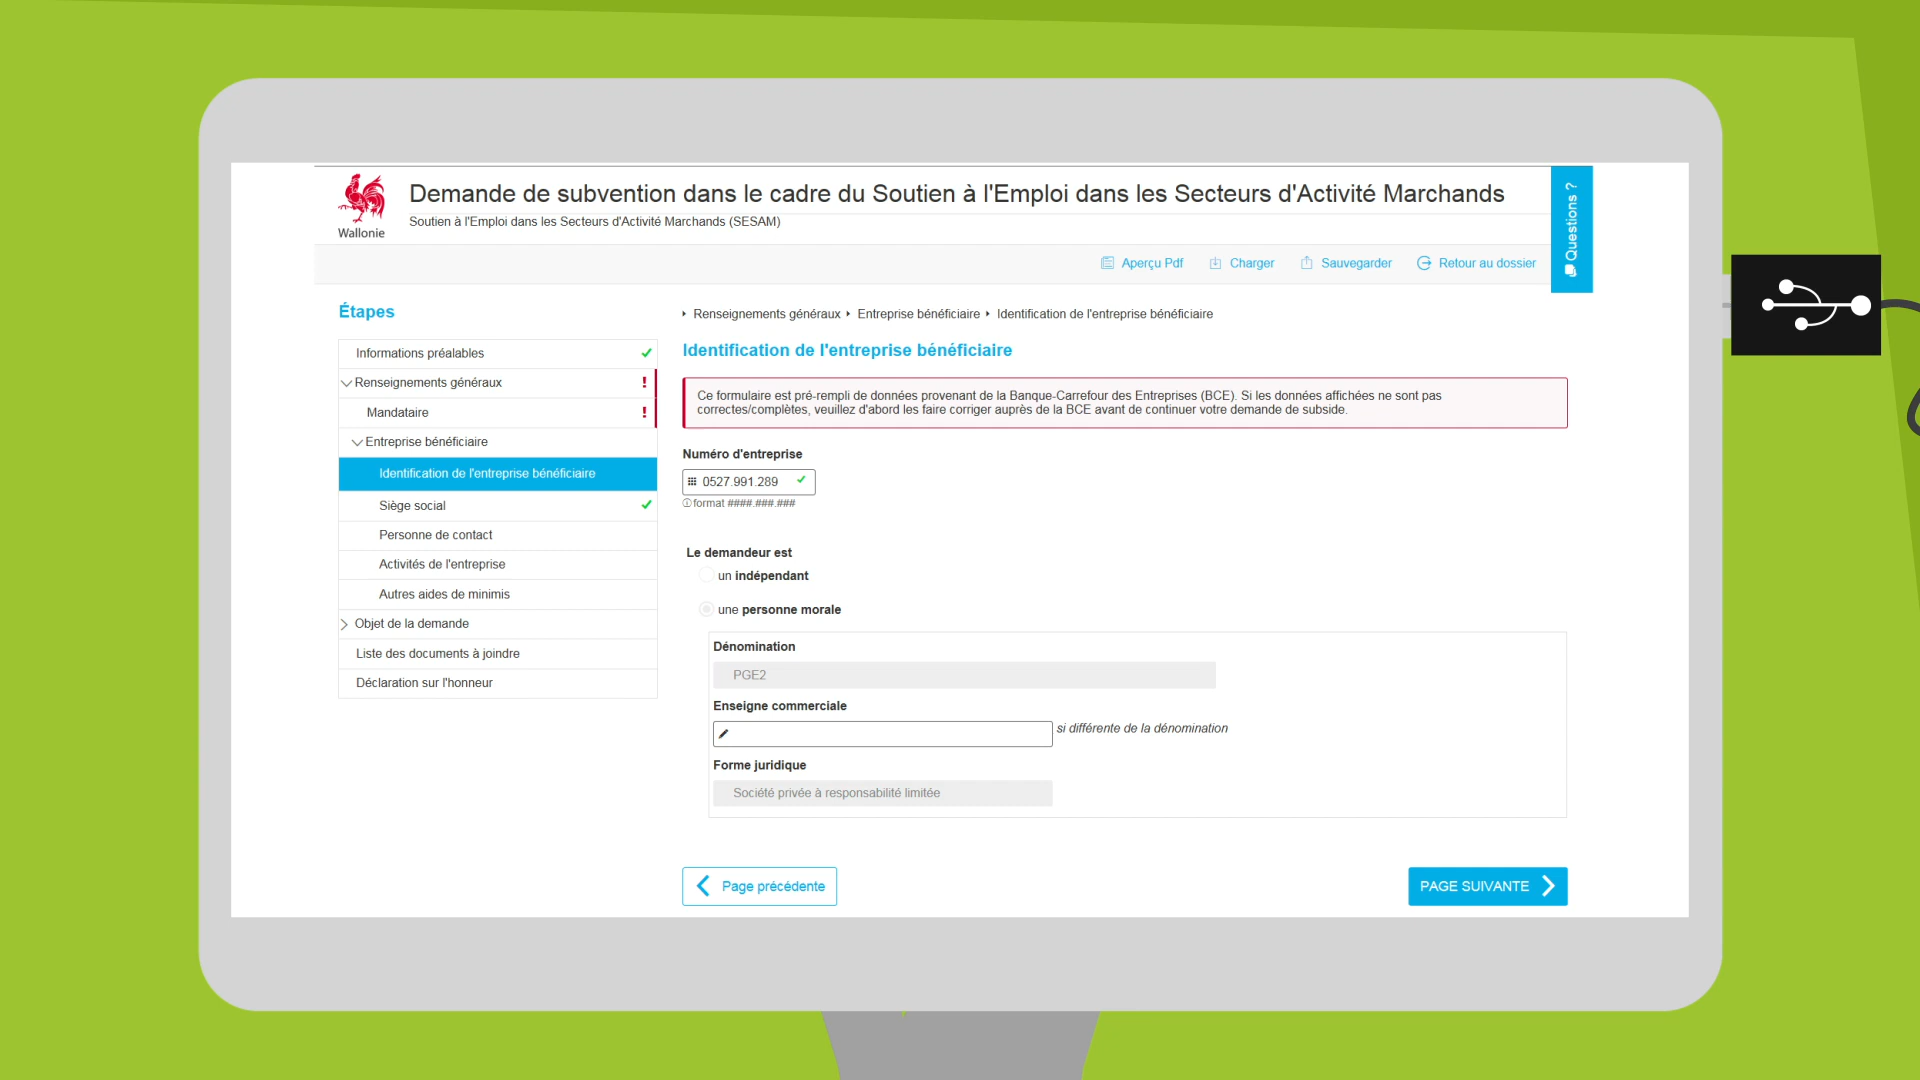 Demande de subvention dans le cadre du Soutien à l'Emploi dans les Secteurs d'Activité Marchands
Soutien à l'Emploi dans les Secteurs d'Activité Marchands (SESAM)
Wallonie
Questions ?
Aperçu Pdf
Charger
Sauvegarder
Retour au dossier
Étapes
Informations préalables
Renseignements généraux !
Mandataire !
Entreprise bénéficiaire
Identification de l'entreprise bénéficiaire
Siège social
Personne de contact
Activités de l'entreprise
Autres aides de minimis
Objet de la demande
Liste des documents à joindre
Déclaration sur l'honneur
Renseignements généraux Entreprise bénéficiaire Identification de l'entreprise bénéficiaire
Identification de l'entreprise bénéficiaire
Ce formulaire est pré-rempli de données provenant de la Banque-Carrefour des Entreprises (BCE). Si les données affichées ne sont pas
correctes/complètes, veuillez d'abord les faire corriger auprès de la BCE avant de continuer votre demande de subside.
Numéro d'entreprise
0527.991.289
format ####.###.###
Le demandeur est
un indépendant
une personne morale
Dénomination
PGE2
Enseigne commerciale
si différente de la dénomination
Forme juridique
Société privée à responsabilité limitée
Page précédente
PAGE SUIVANTE